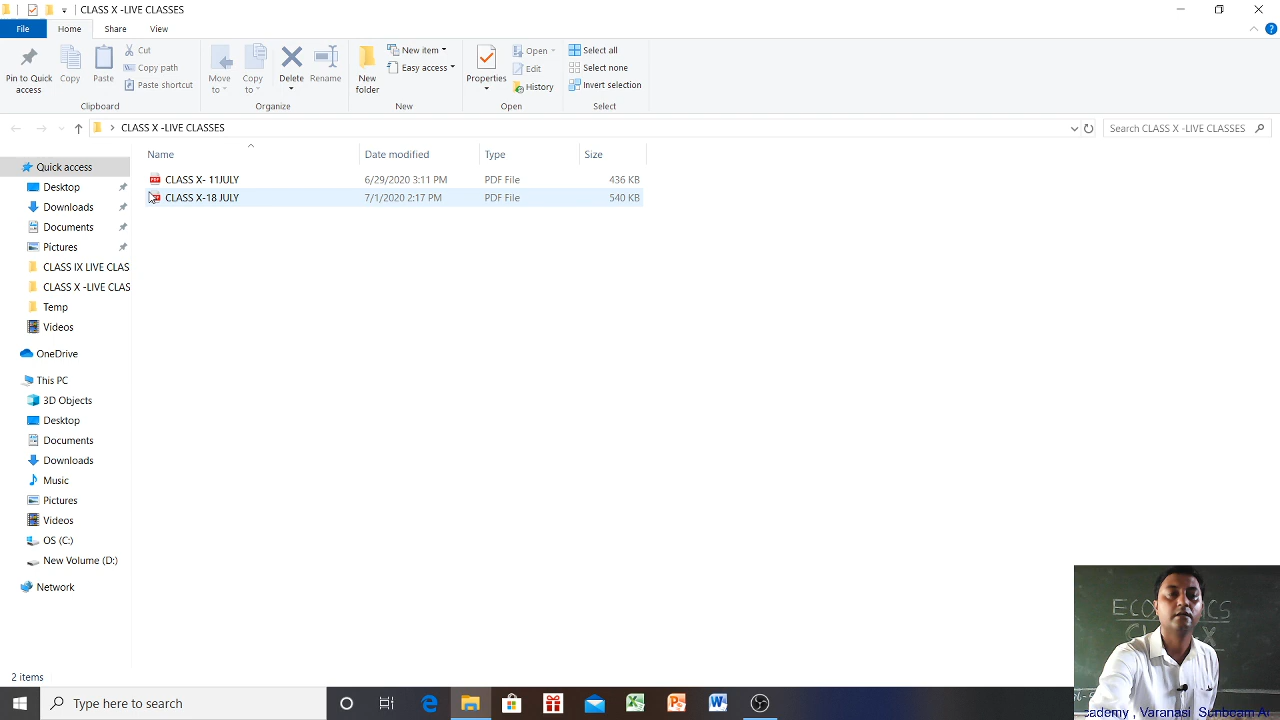 CLASS X -LIVE CLASSES
File Home Share View
Pin to Quick access
Copy
Paste
Cut
Copy path
Paste shortcut
Clipboard
Move to
Copy to
Delete
Rename
Organize
New folder
New item
Easy access
New
Properties
Open
Edit
History
Open
Select all
Select none
Invert selection
Select
CLASS X -LIVE CLASSES
Search CLASS X -LIVE CLASSES
Name Date modified Type Size
CLASS X- 11JULY 6/29/2020 3:11 PM PDF File 436 KB
CLASS X-18 JULY 7/1/2020 2:17 PM PDF File 540 KB
Quick access
Desktop
Downloads
Documents
Pictures
CLASS IX LIVE CLAS
CLASS X -LIVE CLAS
Temp
Videos
OneDrive
This PC
3D Objects
Desktop
Documents
Downloads
Music
Pictures
Videos
OS (C:)
New Volume (D:)
Network
2 items
Type here to search
cademy , Varanasi Sunbeam Ac